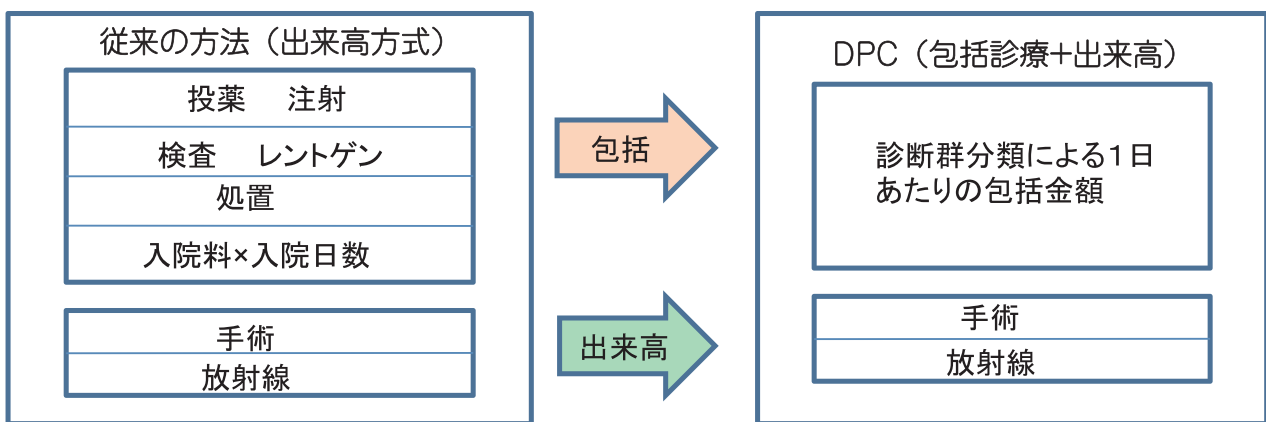 従来の方法（出来高方式）
投薬　注射
検査　レントゲン
処置
入院料×入院日数
手術
放射線
包括
出来高
DPC（包括診療+出来高）
診断群分類による１日
あたりの包括金額
手術
放射線